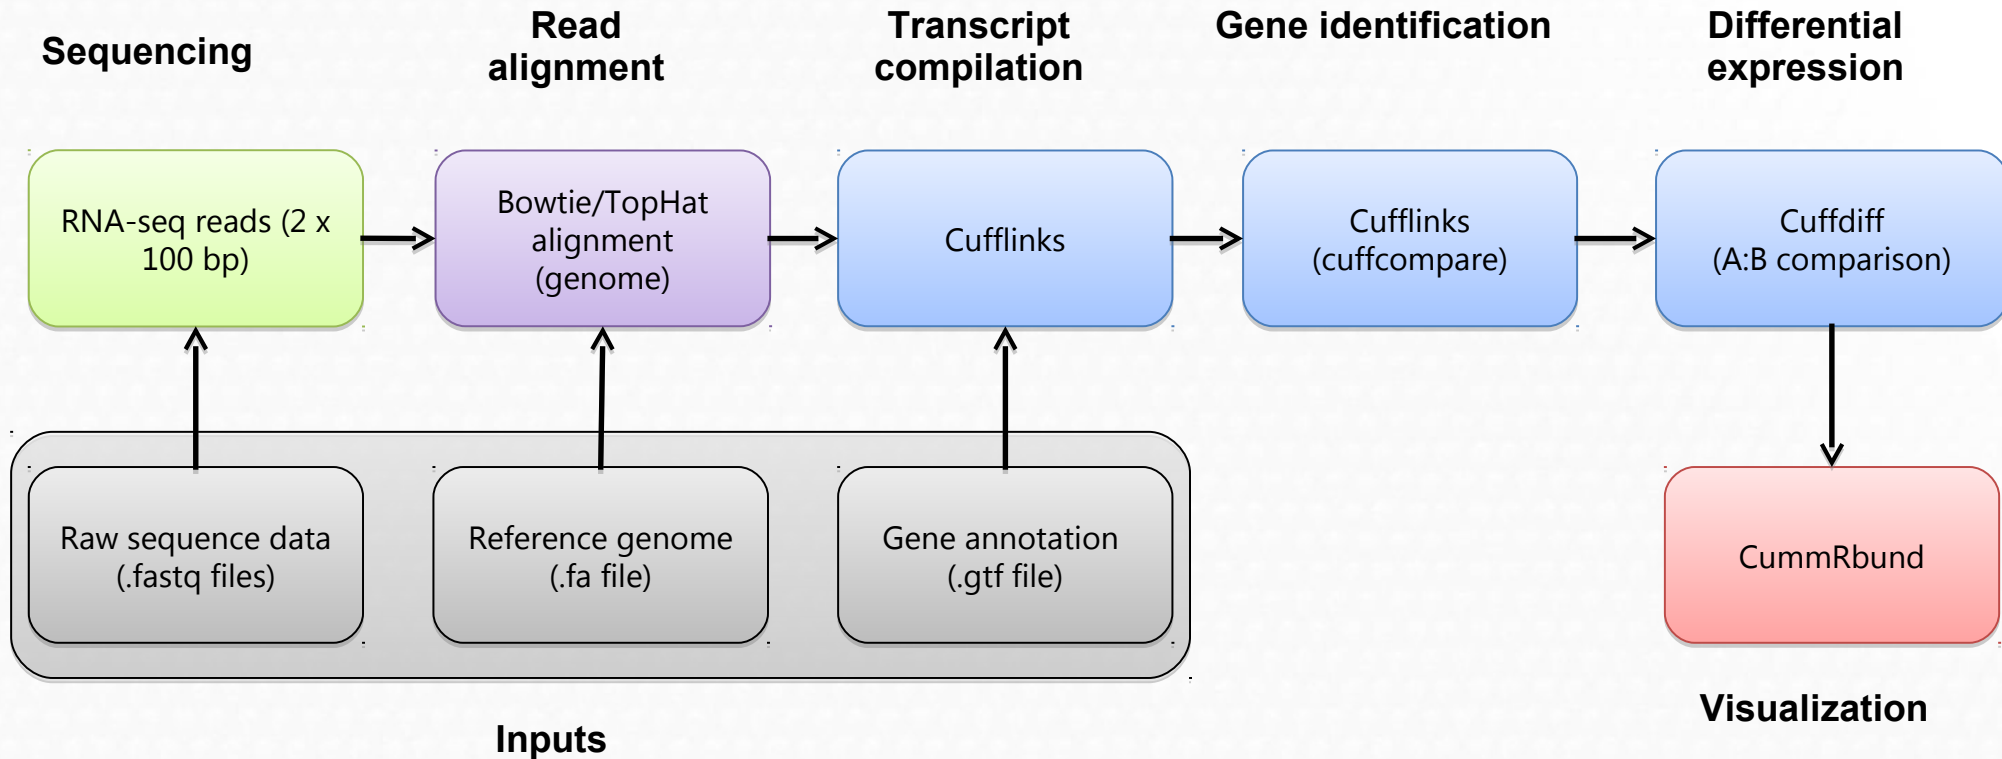 Sequencing
Read
alignment
Transcript
compilation
Gene identification
Differential
expression
RNA-seq reads (2 x
100 bp)
Bowtie/TopHat
alignment
(genome)
Cufflinks
Cufflinks
(cuffcompare)
Cuffdiff
(A:B comparison)
Raw sequence data
(.fastq files)
Reference genome
(.fa file)
Gene annotation
(.gtf file)
CummRbund
Inputs
Visualization